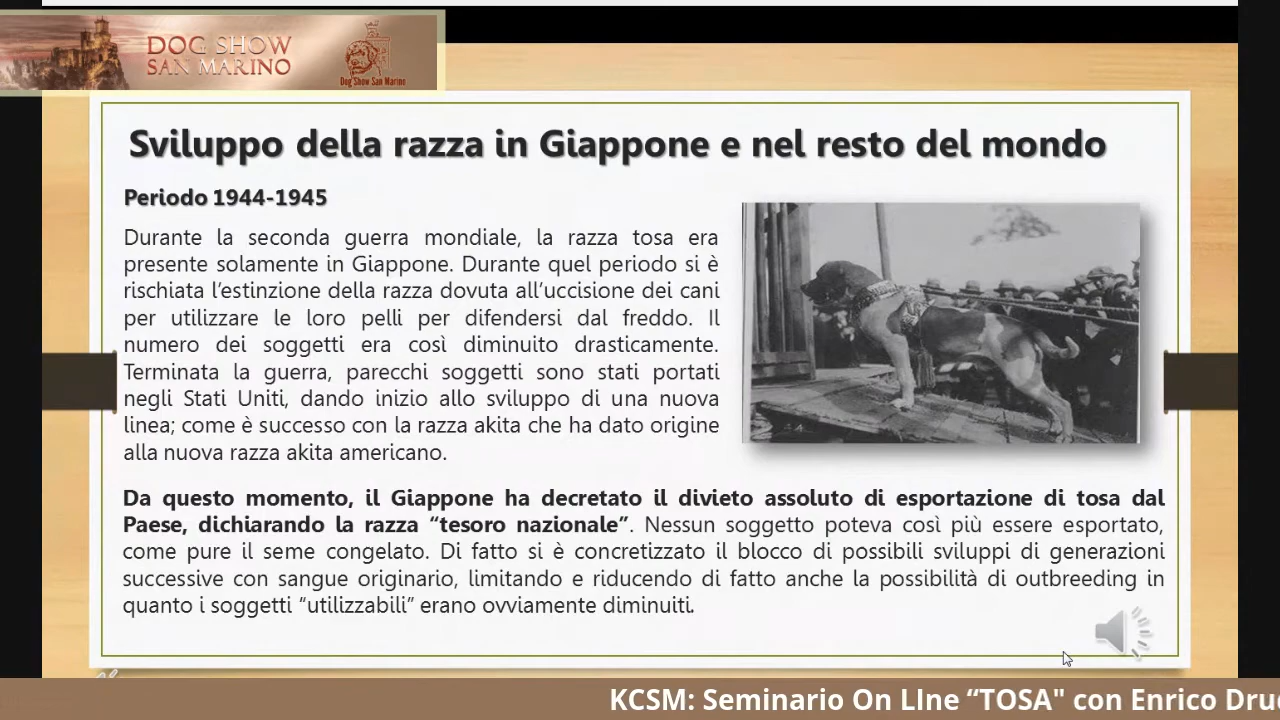 DOG SHOW
SAN MARINO
Dog Show San Marino
Sviluppo della razza in Giappone e nel resto del mondo
Periodo 1944-1945
Durante la seconda guerra mondiale, la razza tosa era
presente solamente in Giappone. Durante quel periodo si è
rischiata l’estinzione della razza dovuta all’uccisione dei cani
per utilizzare le loro pelli per difendersi dal freddo. Il
numero dei soggetti era così diminuito drasticamente.
Terminata la guerra, parecchi soggetti sono stati portati
negli Stati Uniti, dando inizio allo sviluppo di una nuova
linea; come è successo con la razza akita che ha dato origine
alla nuova razza akita americano.
Da questo momento, il Giappone ha decretato il divieto assoluto di esportazione di tosa dal
Paese, dichiarando la razza “tesoro nazionale”. Nessun soggetto poteva così più essere esportato,
come pure il seme congelato. Di fatto si è concretizzato il blocco di possibili sviluppi di generazioni
successive con sangue originario, limitando e riducendo di fatto anche la possibilità di outbreeding in
quanto i soggetti “utilizzabili” erano ovviamente diminuiti.
KCSM: Seminario On LIne “TOSA" con Enrico